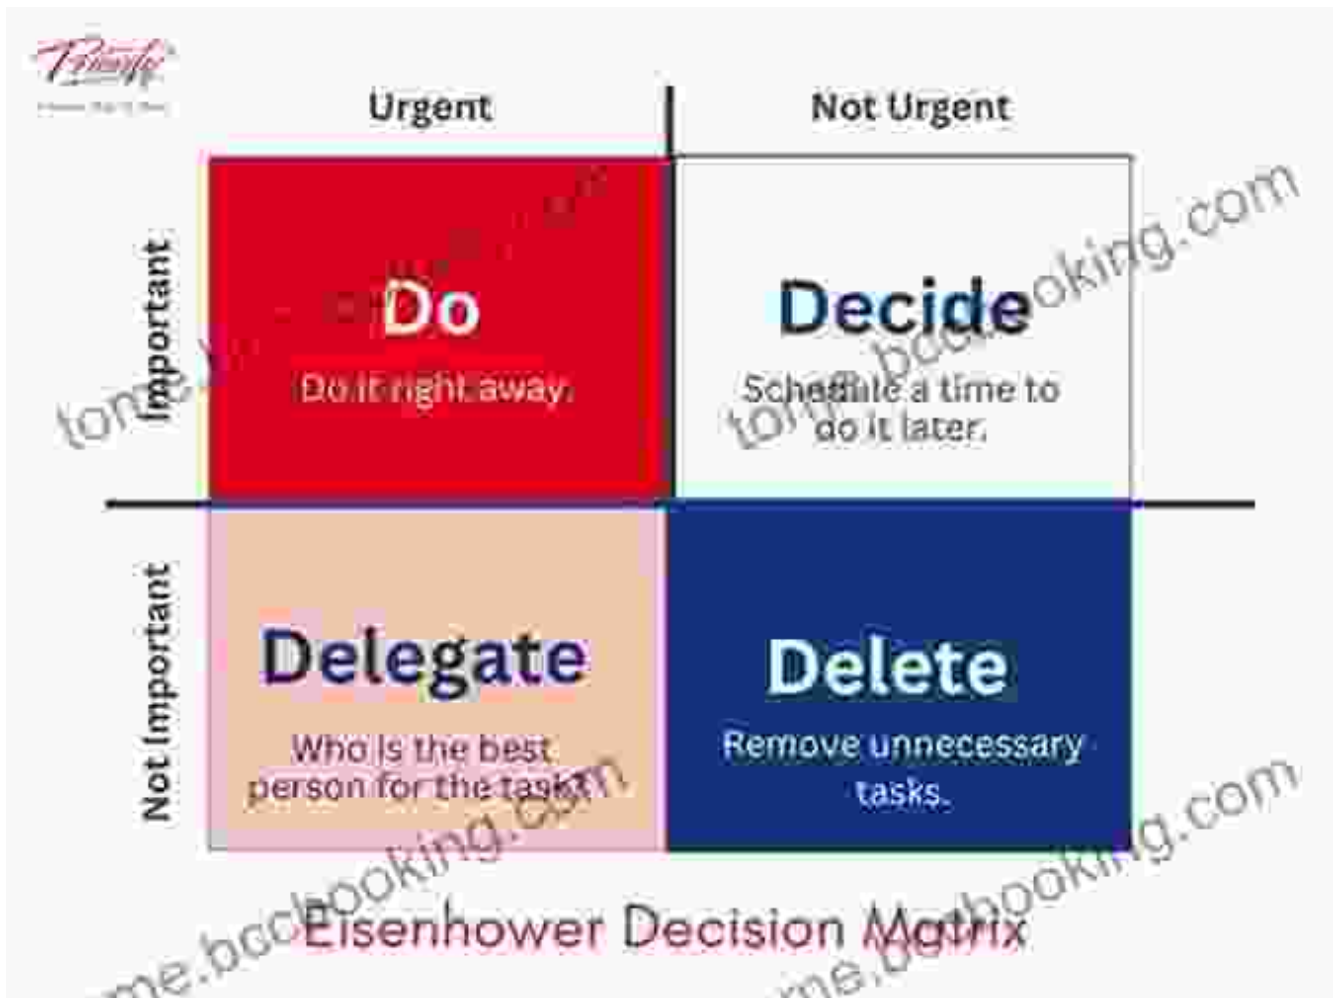 Urgent
Not Urgent
Important
Do
Do it right away.
Decide
Schedule a time to
do it later.
Not Important
Delegate
Who is the best
person for the task?
Delete
Remove unnecessary
tasks.
Eisenhower Decision Matrix